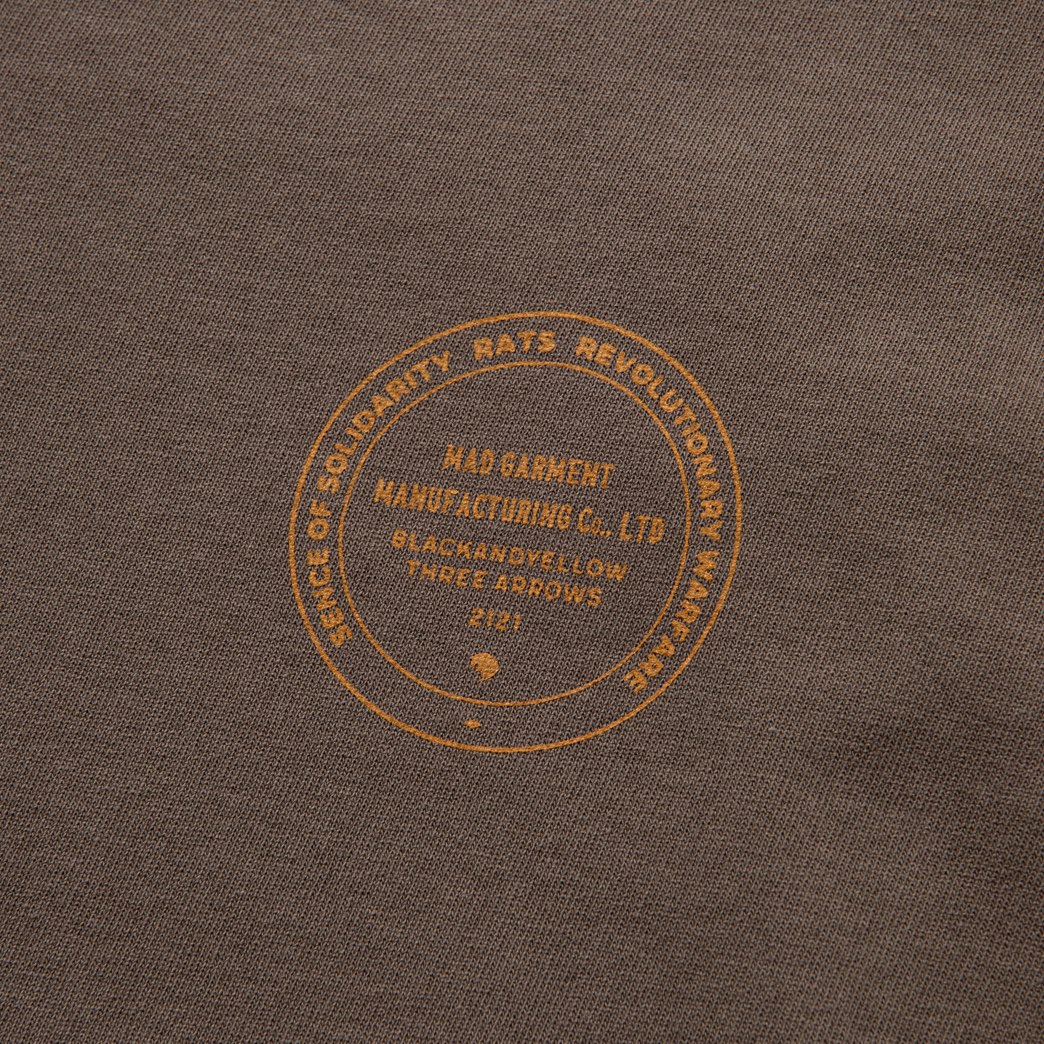 SENCE OF SOLIDARITY RATS REVOLUTIONARY WARFARE
MAD GARMENT
MANUFACTURING Co., LTD
BLACKANDYELLOW
THREE ARROWS
2121